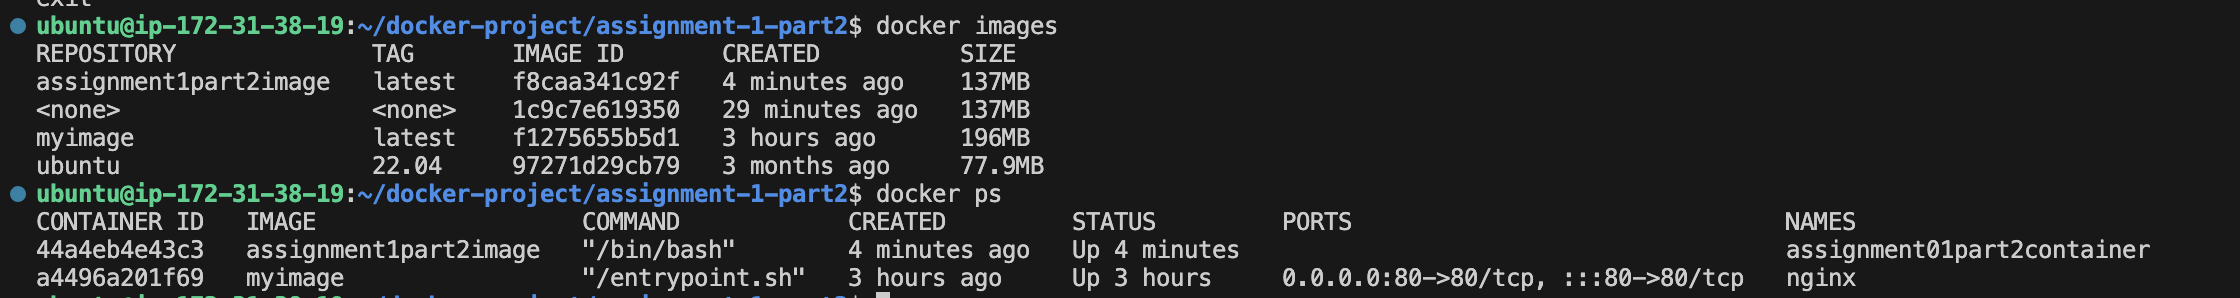 exit
ubuntu@ip-172-31-38-19:~/docker-project/assignment-1-part2$ docker images
REPOSITORY TAG IMAGE ID CREATED SIZE
assignment1part2image latest f8caa341c92f 4 minutes ago 137MB
<none> <none> 1c9c7e619350 29 minutes ago 137MB
myimage latest f1275655b5d1 3 hours ago 196MB
ubuntu 22.04 97271d29cb79 3 months ago 77.9MB
ubuntu@ip-172-31-38-19:~/docker-project/assignment-1-part2$ docker ps
CONTAINER ID IMAGE COMMAND CREATED STATUS PORTS NAMES
44a4eb4e43c3 assignment1part2image "/bin/bash" 4 minutes ago Up 4 minutes assignment01part2container
a4496a201f69 myimage "/entrypoint.sh" 3 hours ago Up 3 hours 0.0.0.0:80->80/tcp, :::80->80/tcp nginx